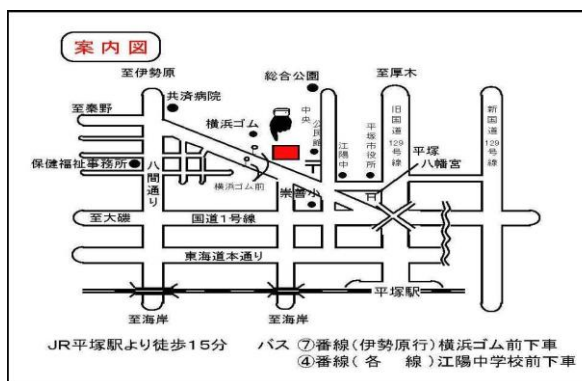 案内図
至伊勢原
総合公園
至厚木
共済病院
至秦野
横浜ゴム
中央公民館
江陽中
平塚市役所
旧国道129号線
新国道129号線
平塚八幡宮
保健福祉事務所
八間通り
横浜ゴム前
崇善小
至大磯
国道1号線
東海道本通り
平塚駅
至海岸
至海岸
JR平塚駅より徒歩15分
バス ⑦番線(伊勢原行)横浜ゴム前下車
④番線(各 線)江陽中学校前下車